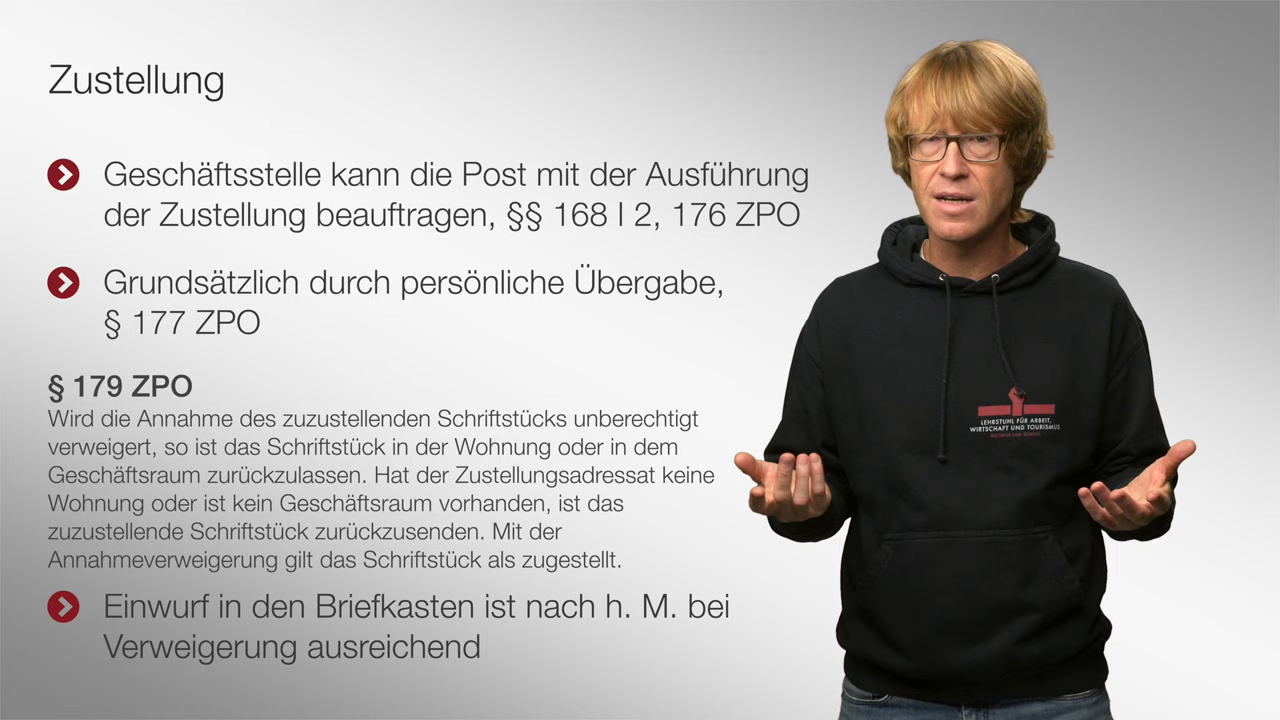 Zustellung
Geschäftsstelle kann die Post mit der Ausführung
der Zustellung beauftragen, §§ 168 I 2, 176 ZPO
Grundsätzlich durch persönliche Übergabe,
§ 177 ZPO
§ 179 ZPO
Wird die Annahme des zuzustellenden Schriftstücks unberechtigt
verweigert, so ist das Schriftstück in der Wohnung oder in dem
Geschäftsraum zurückzulassen. Hat der Zustellungsadressat keine
Wohnung oder ist kein Geschäftsraum vorhanden, ist das
zuzustellende Schriftstück zurückzusenden. Mit der
Annahmeverweigerung gilt das Schriftstück als zugestellt.
Einwurf in den Briefkasten ist nach h. M. bei
Verweigerung ausreichend
LEHRSTUHL FÜR ARBEIT,
WIRTSCHAFT UND TOURISMUS